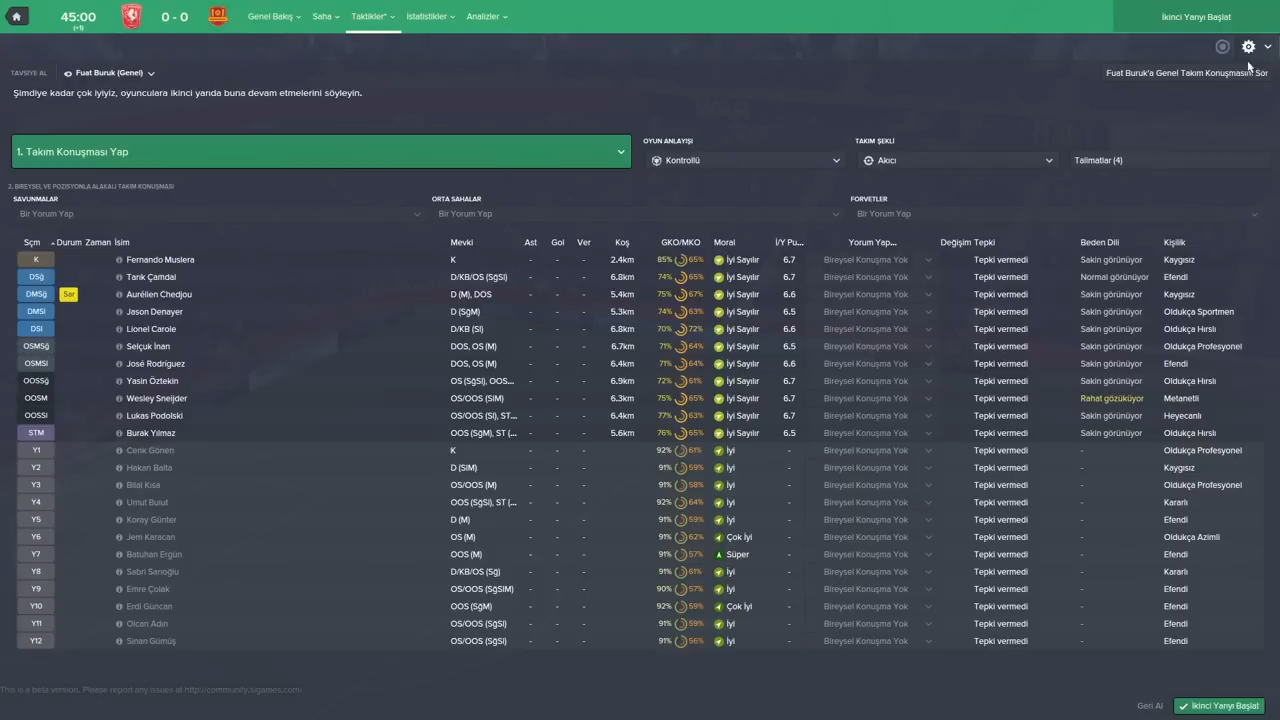 45:00 0 - 0 Genel Bakış Saha Taktikler* İstatistikler Analizler İkinci Yarıyı Başlat
(+1)
TAVSİYE AL Fuat Buruk (Genel) Fuat Buruk'a Genel Takım Konuşmasını Sor
Şimdiye kadar çok iyiyiz, oyunculara ikinci yarıda buna devam etmelerini söyleyin.
OYUN ANLAYIŞI TAKIM ŞEKLİ
1. Takım Konuşması Yap Kontrollü Akıcı Talimatlar (4)
2. BİREYSEL VE POZİSYONLA ALAKALI TAKIM KONUŞMASI
SAVUNMALAR ORTA SAHALAR FORVETLER
Bir Yorum Yap Bir Yorum Yap Bir Yorum Yap
Sçm Durum Zaman İsim Mevki Ast Gol Ver Koş GKO/MKO Moral İ/Y Pu... Yorum Yap... Değişim Tepki Beden Dili Kişilik
K Fernando Muslera K - - - 2.4km 85% 65% İyi Sayılır 6.7 Bireysel Konuşma Yok Tepki vermedi Sakin görünüyor Kaygısız
DSğ Tarık Çamdal D/KB/OS (SğSl) - - - 6.8km 74% 65% İyi Sayılır 6.7 Bireysel Konuşma Yok Tepki vermedi Normal görünüyor Efendi
DMSğ Sar Aurélien Chedjou D (M), DOS - - - 5.4km 75% 67% İyi Sayılır 6.6 Bireysel Konuşma Yok Tepki vermedi Sakin görünüyor Kaygısız
DMSl Jason Denayer D (SğM) - - - 5.3km 74% 63% İyi Sayılır 6.5 Bireysel Konuşma Yok Tepki vermedi Sakin görünüyor Oldukça Sportmen
DSl Lionel Carole D/KB (Sl) - - - 6.8km 70% 72% İyi Sayılır 6.6 Bireysel Konuşma Yok Tepki vermedi Sakin görünüyor Oldukça Hırslı
OSMSğ Selçuk İnan DOS, OS (M) - - - 6.7km 71% 64% İyi Sayılır 6.5 Bireysel Konuşma Yok Tepki vermedi Sakin görünüyor Oldukça Profesyonel
OSMSl José Rodríguez DOS, OS (M) - - - 6.4km 71% 64% İyi Sayılır 6.6 Bireysel Konuşma Yok Tepki vermedi Sakin görünüyor Efendi
OOSSğ Yasin Öztekin OS (SğSl), OOS... - - - 6.9km 72% 61% İyi Sayılır 6.7 Bireysel Konuşma Yok Tepki vermedi Sakin görünüyor Oldukça Hırslı
OOSM Wesley Sneijder OS/OOS (SlM) - - - 6.3km 75% 65% İyi Sayılır 6.7 Bireysel Konuşma Yok Tepki vermedi Rahat gözüküyor Metanetli
OOSSl Lukas Podolski OS/OOS (Sl), ST... - - - 6.4km 77% 63% İyi Sayılır 6.7 Bireysel Konuşma Yok Tepki vermedi Sakin görünüyor Heyecanlı
STM Burak Yılmaz OOS (SğM), ST (... - - - 5.6km 76% 65% İyi Sayılır 6.5 Bireysel Konuşma Yok Tepki vermedi Sakin görünüyor Oldukça Hırslı
Y1 Cenk Gönen K - - - 92% 61% İyi - Bireysel Konuşma Yok Tepki vermedi - Oldukça Profesyonel
Y2 Hakan Balta D (SlM) - - - 91% 59% İyi - Bireysel Konuşma Yok Tepki vermedi - Kaygısız
Y3 Bilal Kısa OS/OOS (M) - - - 91% 58% İyi - Bireysel Konuşma Yok Tepki vermedi - Oldukça Profesyonel
Y4 Umut Bulut OOS (SğSl), ST (... - - - 92% 64% İyi - Bireysel Konuşma Yok Tepki vermedi - Kararlı
Y5 Koray Günter D (M) - - - 91% 59% İyi - Bireysel Konuşma Yok Tepki vermedi - Efendi
Y6 Jem Karacan OS (M) - - - 91% 62% Çok İyi - Bireysel Konuşma Yok Tepki vermedi - Oldukça Azimli
Y7 Batuhan Ergün OOS (M) - - - 91% 57% Süper - Bireysel Konuşma Yok Tepki vermedi - Efendi
Y8 Sabri Sarıoğlu D/KB/OS (Sğ) - - - 91% 61% İyi - Bireysel Konuşma Yok Tepki vermedi - Kararlı
Y9 Emre Çolak OS/OOS (SğSlM) - - - 90% 57% İyi - Bireysel Konuşma Yok Tepki vermedi - Efendi
Y10 Erdi Güncan OOS (SğM) - - - 92% 59% Çok İyi - Bireysel Konuşma Yok Tepki vermedi - Efendi
Y11 Olcan Adın OS/OOS (SğSl) - - - 91% 59% İyi - Bireysel Konuşma Yok Tepki vermedi - Efendi
Y12 Sinan Gümüş OS/OOS (SğSl) - - - 91% 56% İyi - Bireysel Konuşma Yok Tepki vermedi - Efendi
This is a beta version. Please report any issues at http://community.sigames.com/
Geri Al İkinci Yarıyı Başlat